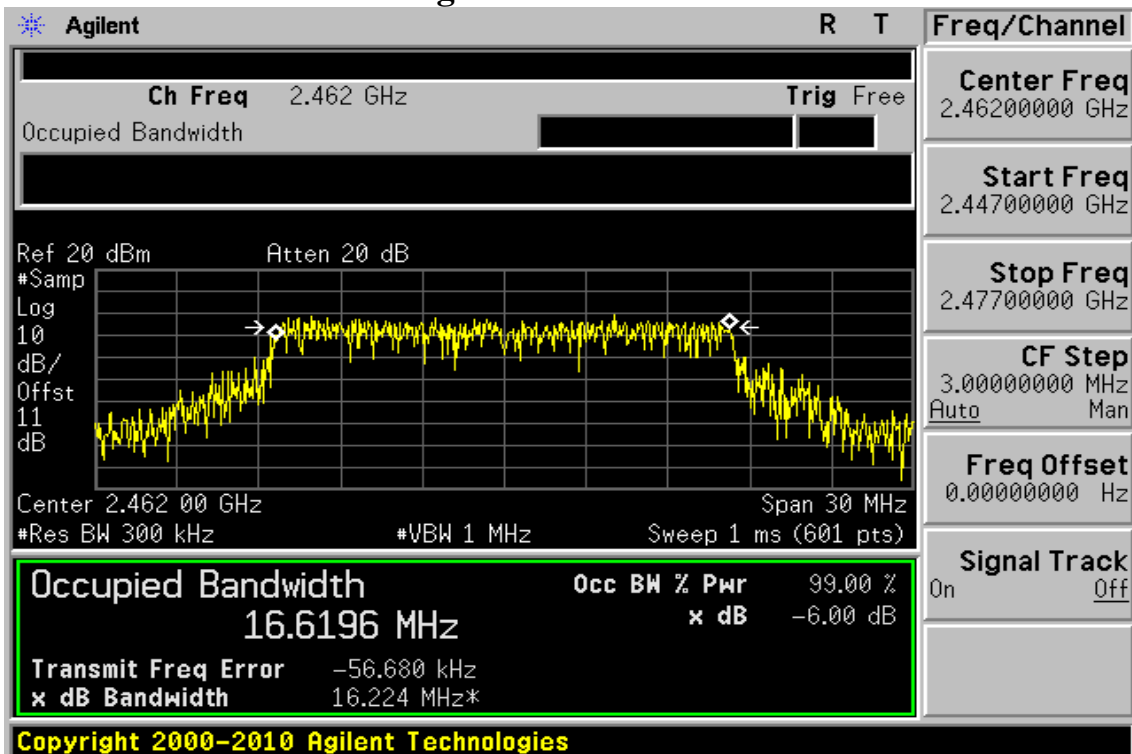 Agilent R T Freq/Channel
Ch Freq 2.462 GHz Trig Free
Occupied Bandwidth
Center Freq
2.46200000 GHz
Start Freq
2.44700000 GHz
Stop Freq
2.47700000 GHz
CF Step
3.00000000 MHz
Auto Man
Freq Offset
0.00000000 Hz
Signal Track
On Off
Ref 20 dBm Atten 20 dB
#Samp
Log
10
dB/
Offst
11
dB
Center 2.462 00 GHz Span 30 MHz
#Res BW 300 kHz #VBW 1 MHz Sweep 1 ms (601 pts)
Occupied Bandwidth Occ BW % Pwr 99.00 %
16.6196 MHz x dB -6.00 dB
Transmit Freq Error -56.680 kHz
x dB Bandwidth 16.224 MHz*
Copyright 2000-2010 Agilent Technologies